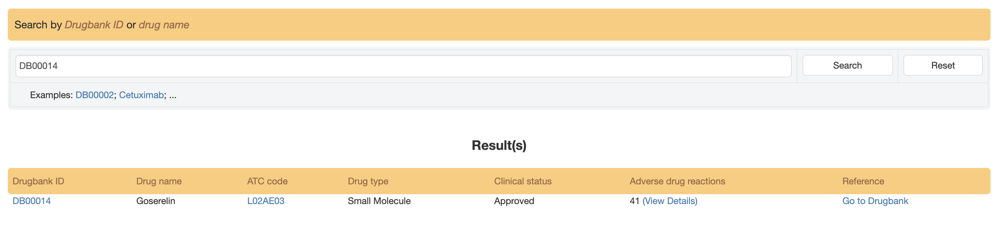 Search by Drugbank ID or drug name
DB00014 Search Reset
Examples: DB00002; Cetuximab; ...
Result(s)
Drugbank ID Drug name ATC code Drug type Clinical status Adverse drug reactions Reference
DB00014 Goserelin L02AE03 Small Molecule Approved 41 (View Details) Go to Drugbank